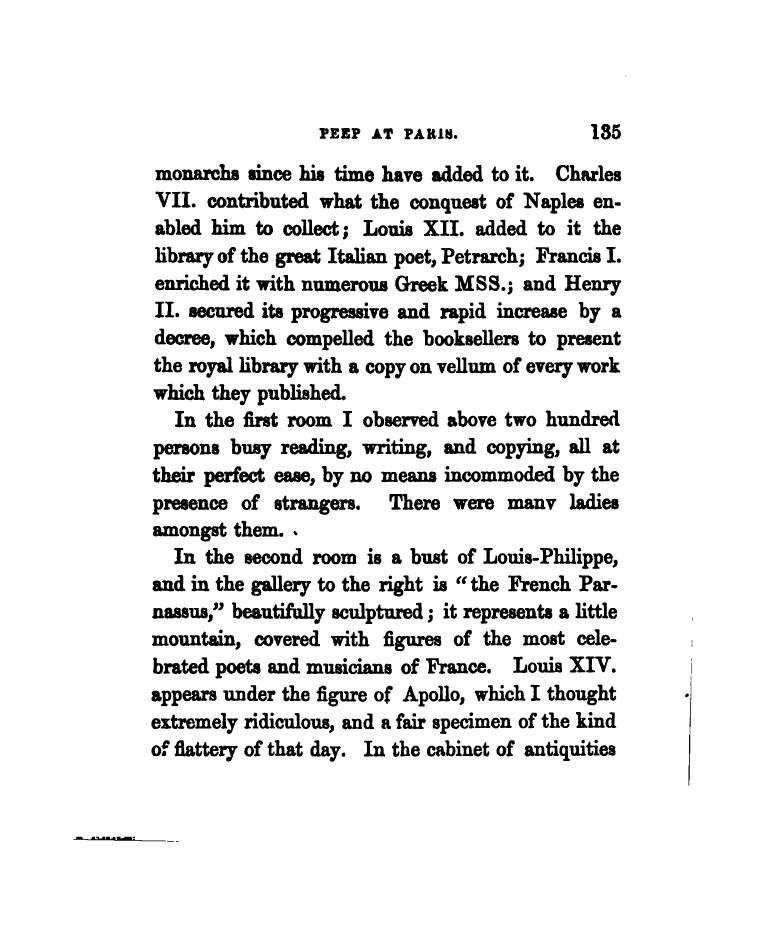 PEEP AT PARIS. 135
monarchs since his time have added to it. Charles
VII. contributed what the conquest of Naples en-
abled him to collect; Louis XII. added to it the
library of the great Italian poet, Petrarch; Francis I.
enriched it with numerous Greek MSS.; and Henry
II. secured its progressive and rapid increase by a
decree, which compelled the booksellers to present
the royal library with a copy on vellum of every work
which they published.
In the first room I observed above two hundred
persons busy reading, writing, and copying, all at
their perfect ease, by no means incommoded by the
presence of strangers. There were many ladies
amongst them.
In the second room is a bust of Louis-Philippe,
and in the gallery to the right is “the French Par-
nassus,” beautifully sculptured; it represents a little
mountain, covered with figures of the most cele-
brated poets and musicians of France. Louis XIV.
appears under the figure of Apollo, which I thought
extremely ridiculous, and a fair specimen of the kind
of flattery of that day. In the cabinet of antiquities